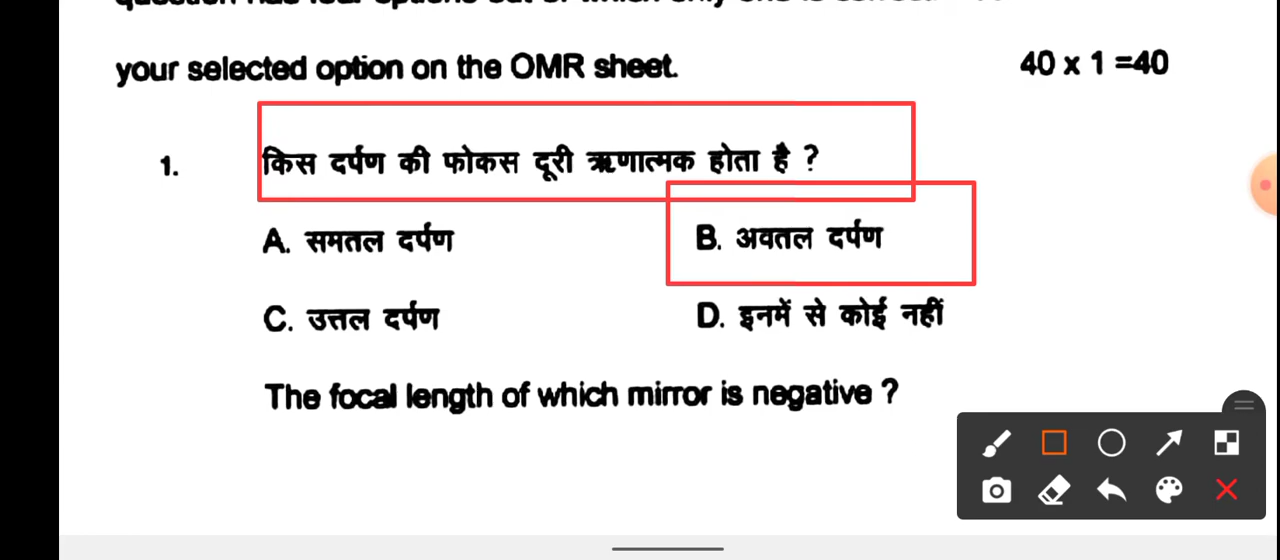 your selected option on the OMR sheet. 40 x 1 =40
1. किस दर्पण की फोकस दूरी ऋणात्मक होता है ?
A. समतल दर्पण B. अवतल दर्पण
C. उत्तल दर्पण D. इनमें से कोई नहीं
The focal length of which mirror is negative ?